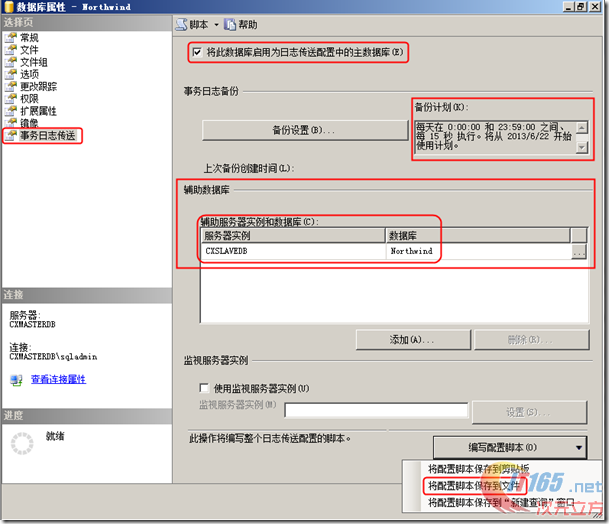 数据库属性 - Northwind
选择页
常规
文件
文件组
选项
更改跟踪
权限
扩展属性
镜像
事务日志传送
连接
服务器:
CXMASTERDB
连接:
CXMASTERDB\sqladmin
查看连接属性
进度
就绪
脚本
帮助
将此数据库启用为日志传送配置中的主数据库(E)
事务日志备份
备份计划(K):
备份设置(B)...
每天在 0:00:00 和 23:59:00 之间、
每 15 秒 执行。将从 2013/6/22 开始
使用计划。
上次备份创建时间(L):
辅助数据库
辅助服务器实例和数据库(C):
服务器实例 数据库
CXSLAVEDB Northwind ...
添加(A)... 删除(R)...
监视服务器实例
使用监视服务器实例(U)
监视服务器实例(M)
设置(S)...
此操作将编写整个日志传送配置的脚本。
编写配置脚本(O)
将配置脚本保存到剪贴板
将配置脚本保存到文件
将配置脚本保存到“新建查询”窗口
IT165.net
次元立方